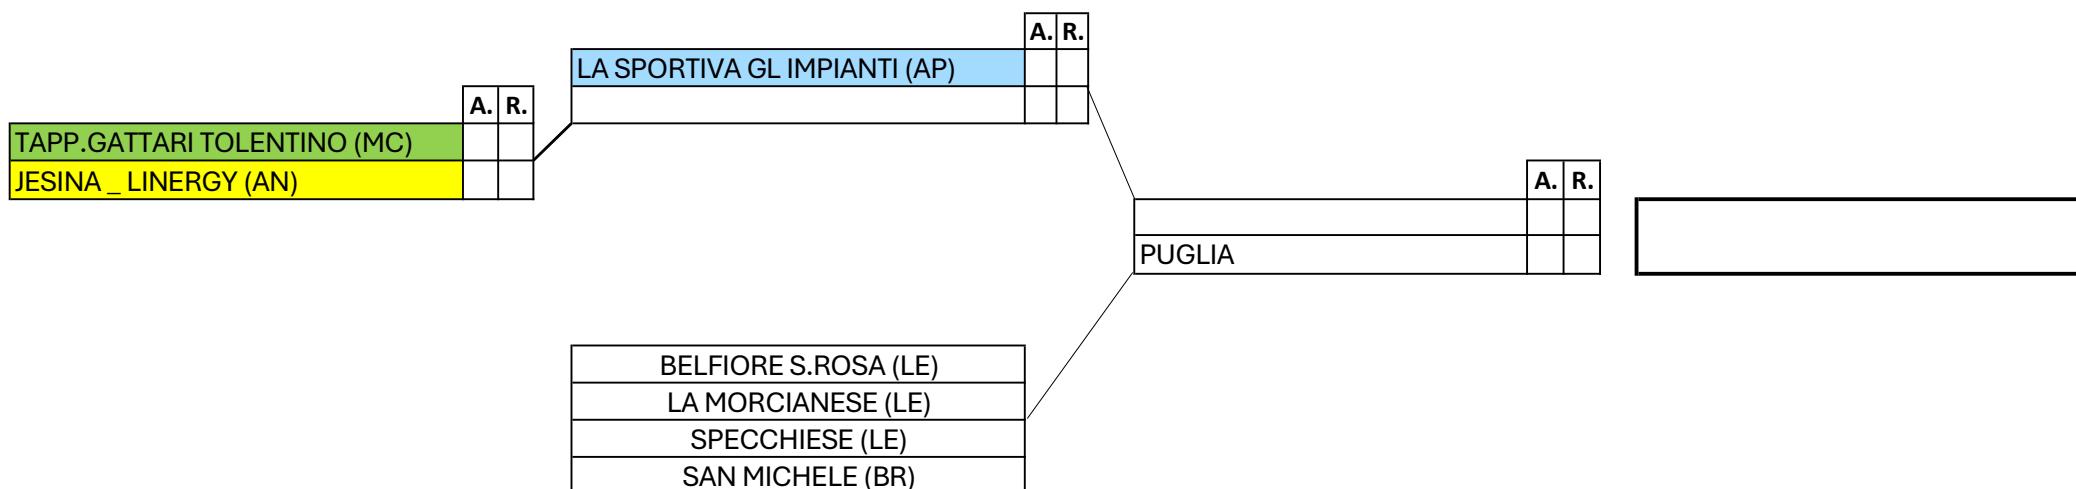 A. R.
LA SPORTIVA GL IMPIANTI (AP)
A. R.
TAPP.GATTARI TOLENTINO (MC)
JESINA _ LINERGY (AN)
A. R.
PUGLIA
BELFIORE S.ROSA (LE)
LA MORCIANESE (LE)
SPECCHIESE (LE)
SAN MICHELE (BR)